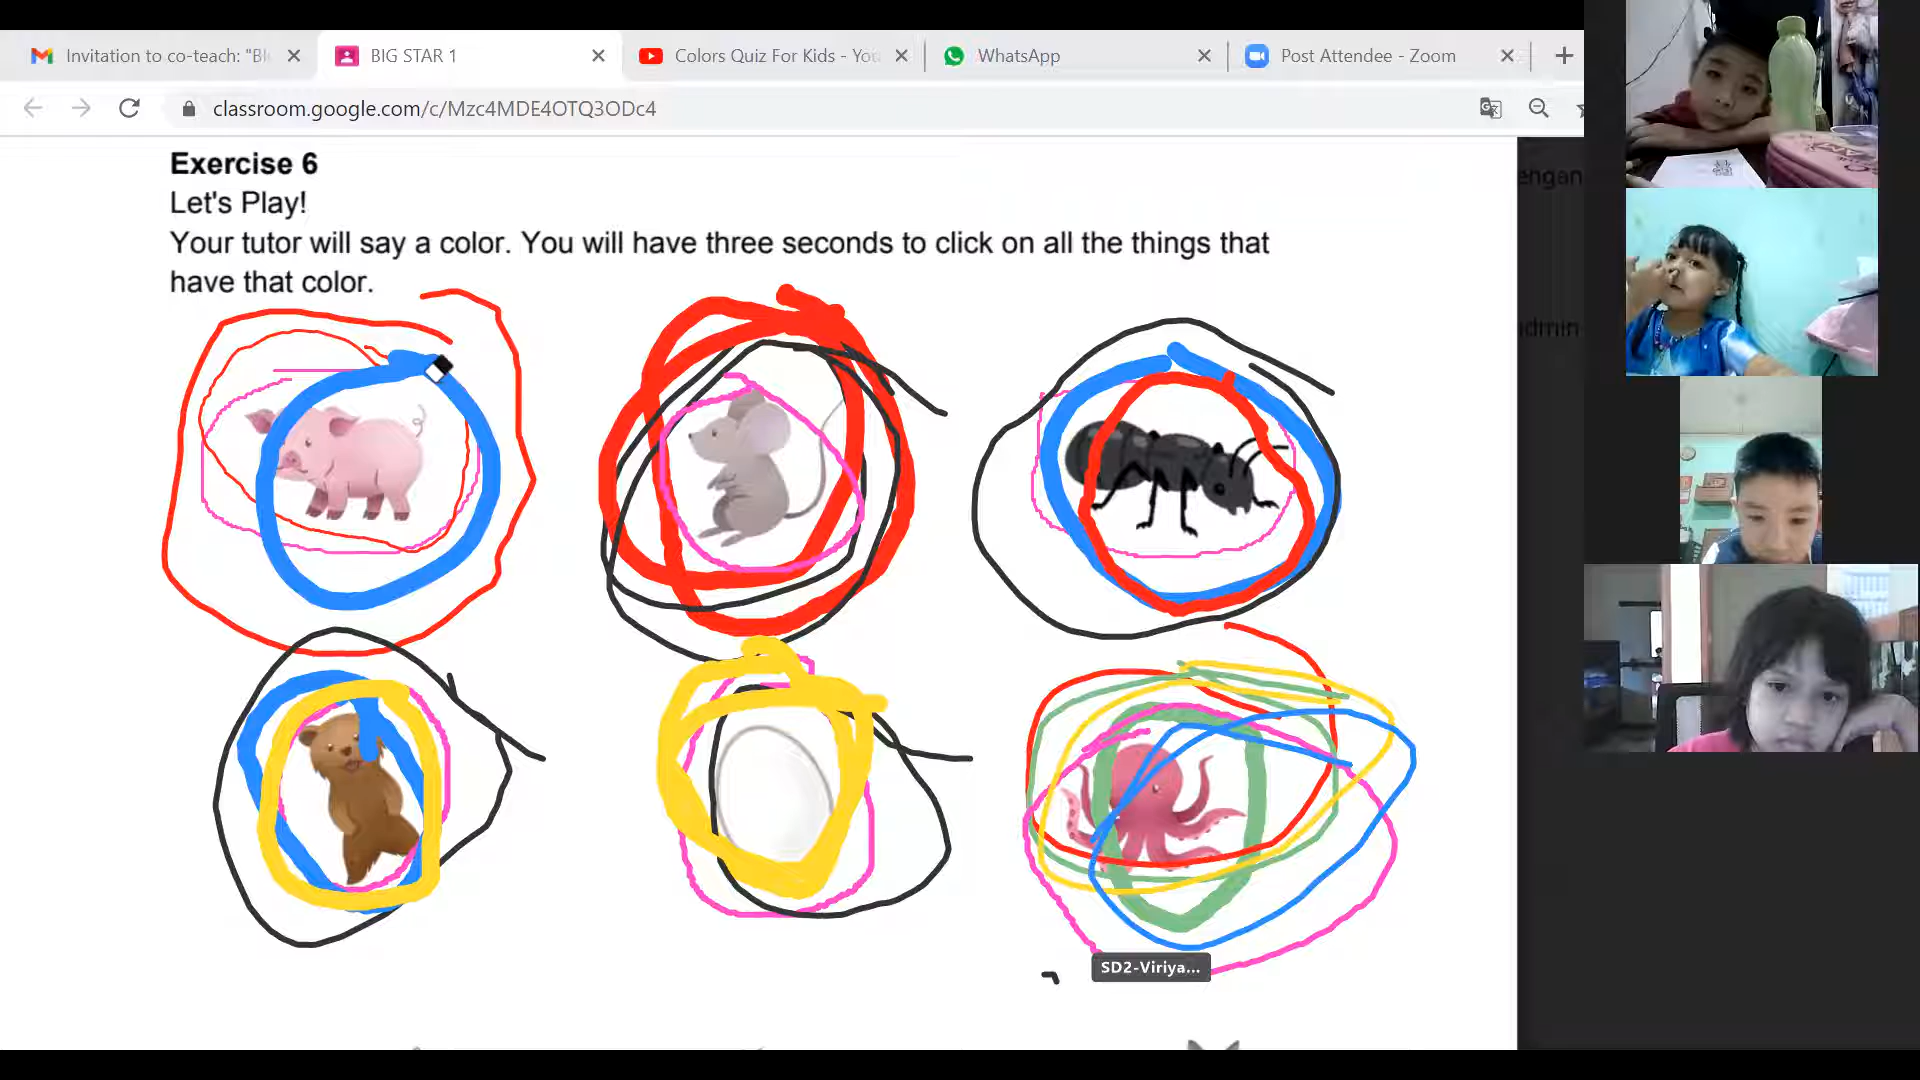 Invitation to co-teach: "Bl
BIG STAR 1
Colors Quiz For Kids - You
WhatsApp
Post Attendee - Zoom
classroom.google.com/c/Mzc4MDE4OTQ3ODc4
Exercise 6
Let's Play!
Your tutor will say a color. You will have three seconds to click on all the things that
have that color.
engan
admin
SD2-Viriya...